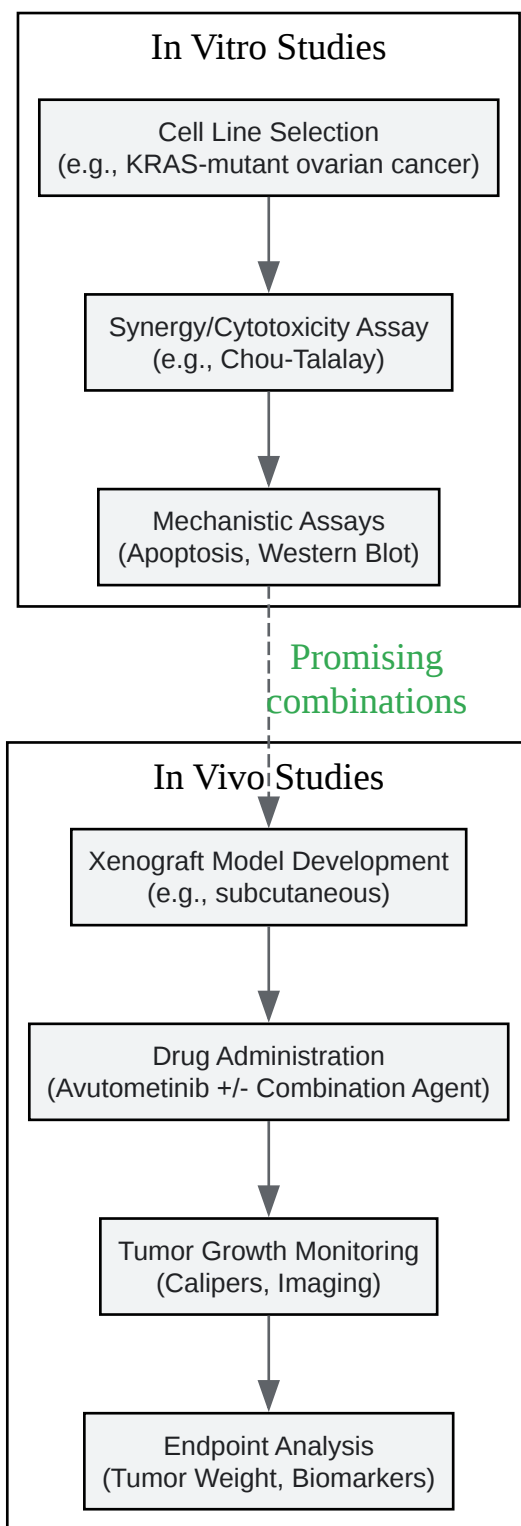 In Vitro Studies
Cell Line Selection
(e.g., KRAS-mutant ovarian cancer)
Synergy/Cytotoxicity Assay
(e.g., Chou-Talalay)
Mechanistic Assays
(Apoptosis, Western Blot)
Promising
combinations
In Vivo Studies
Xenograft Model Development
(e.g., subcutaneous)
Drug Administration
(Avutometinib +/- Combination Agent)
Tumor Growth Monitoring
(Calipers, Imaging)
Endpoint Analysis
(Tumor Weight, Biomarkers)